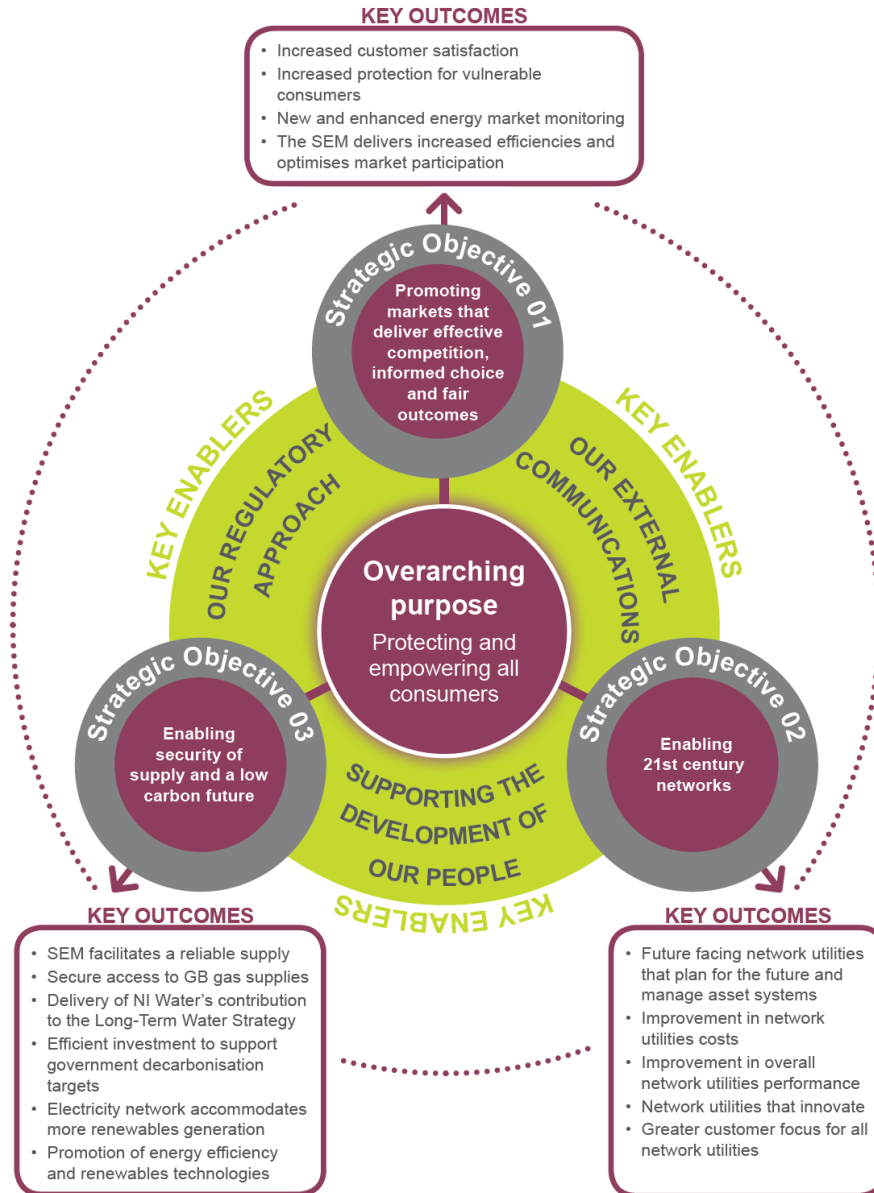 KEY OUTCOMES
• Increased customer satisfaction
• Increased protection for vulnerable
consumers
• New and enhanced energy market monitoring
• The SEM delivers increased efficiencies and
optimises market participation
Strategic Objective 01
Promoting
markets that
deliver effective
competition,
informed choice
and fair
outcomes
KEY ENABLERS
OUR REGULATORY
APPROACH
KEY ENABLERS
OUR EXTERNAL
COMMUNICATIONS
Overarching
purpose
Protecting and
empowering all
consumers
Strategic Objective 03
Enabling
security of
supply and a low
carbon future
Strategic Objective 02
Enabling
21st century
networks
SUPPORTING THE
DEVELOPMENT OF
OUR PEOPLE
KEY ENABLERS
KEY OUTCOMES
• SEM facilitates a reliable supply
• Secure access to GB gas supplies
• Delivery of NI Water's contribution
to the Long-Term Water Strategy
• Efficient investment to support
government decarbonisation
targets
• Electricity network accommodates
more renewables generation
• Promotion of energy efficiency
and renewables technologies
KEY OUTCOMES
• Future facing network utilities
that plan for the future and
manage asset systems
• Improvement in network
utilities costs
• Improvement in overall
network utilities performance
• Network utilities that innovate
• Greater customer focus for all
network utilities